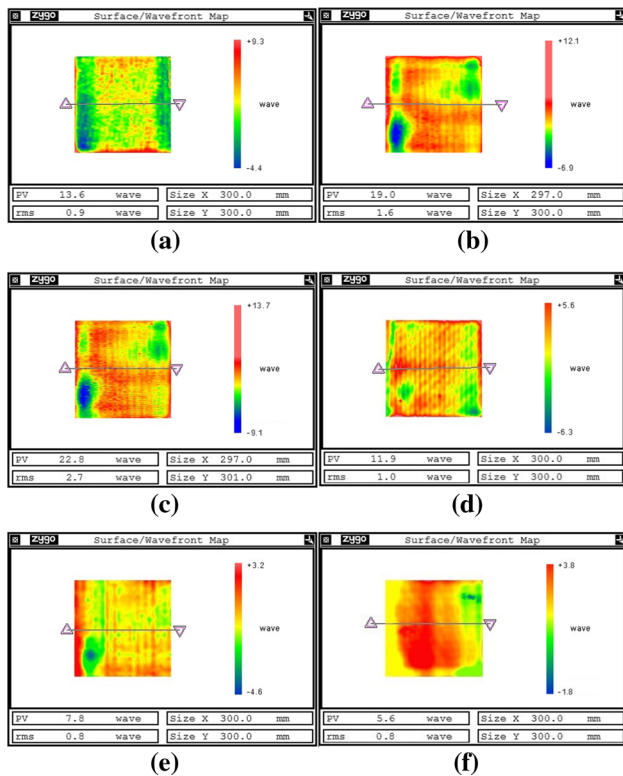 zygo Surface/Wavefront Map
+9.3
wave
-4.4
PV 13.6 wave Size X 300.0 mm
rms 0.9 wave Size Y 300.0 mm
(a)
zygo Surface/Wavefront Map
+12.1
wave
-6.9
PV 19.0 wave Size X 297.0 mm
rms 1.6 wave Size Y 300.0 mm
(b)
zygo Surface/Wavefront Map
+13.7
wave
-9.1
PV 22.8 wave Size X 297.0 mm
rms 2.7 wave Size Y 301.0 mm
(c)
zygo Surface/Wavefront Map
+5.6
wave
-6.3
PV 11.9 wave Size X 300.0 mm
rms 1.0 wave Size Y 300.0 mm
(d)
zygo Surface/Wavefront Map
+3.2
wave
-4.6
PV 7.8 wave Size X 300.0 mm
rms 0.8 wave Size Y 300.0 mm
(e)
zygo Surface/Wavefront Map
+3.8
wave
-1.8
PV 5.6 wave Size X 300.0 mm
rms 0.8 wave Size Y 300.0 mm
(f)